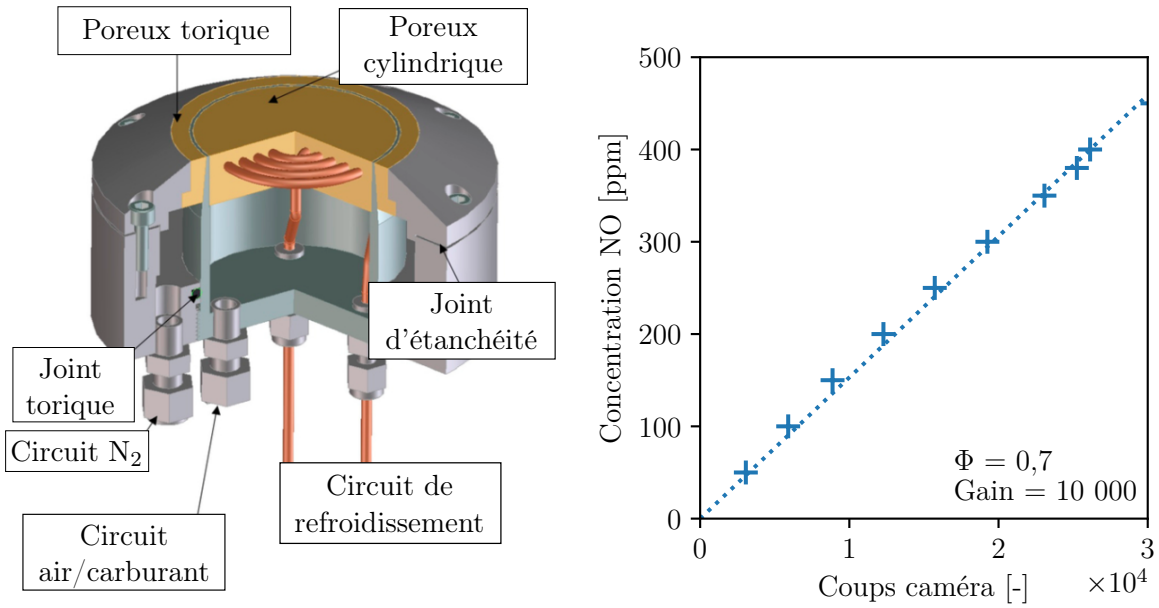 Poreux torique
Poreux
cylindrique
Joint
d'étanchéité
Joint
torique
Circuit N₂
Circuit de
refroidissement
Circuit
air/carburant
Concentration NO [ppm]
500
400
300
200
100
0
Φ = 0,7
Gain = 10 000
0
1
2
3
Coups caméra [-]
×10⁴